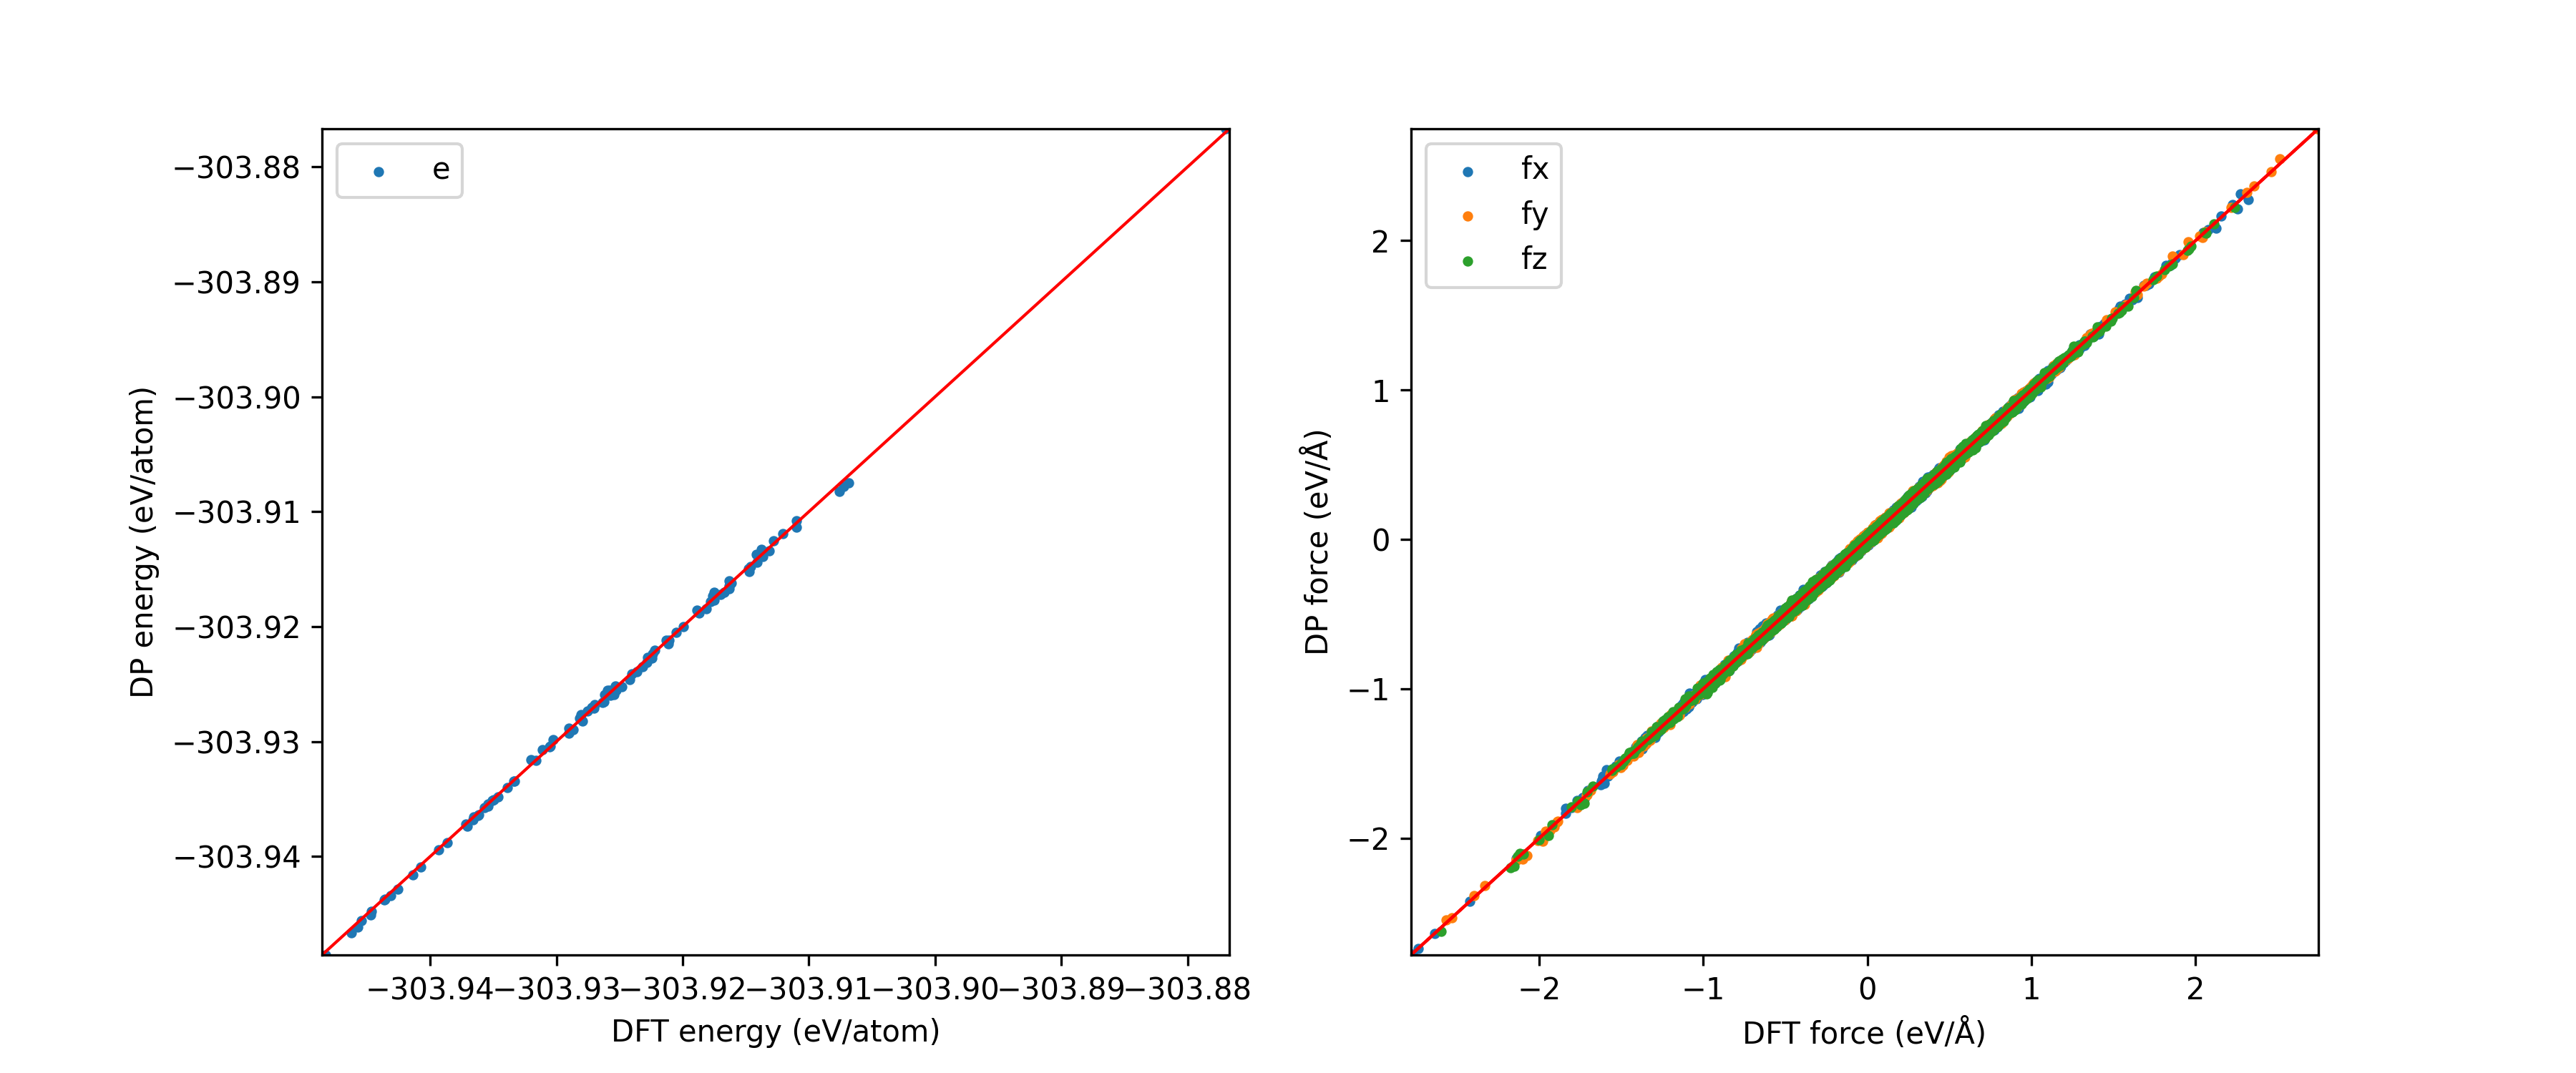 e
−303.88
−303.89
−303.90
−303.91
−303.92
−303.93
−303.94
DP energy (eV/atom)
−303.94−303.93−303.92−303.91−303.90−303.89−303.88
DFT energy (eV/atom)
fx
fy
fz
2
1
0
−1
−2
DP force (eV/Å)
−2 −1 0 1 2
DFT force (eV/Å)